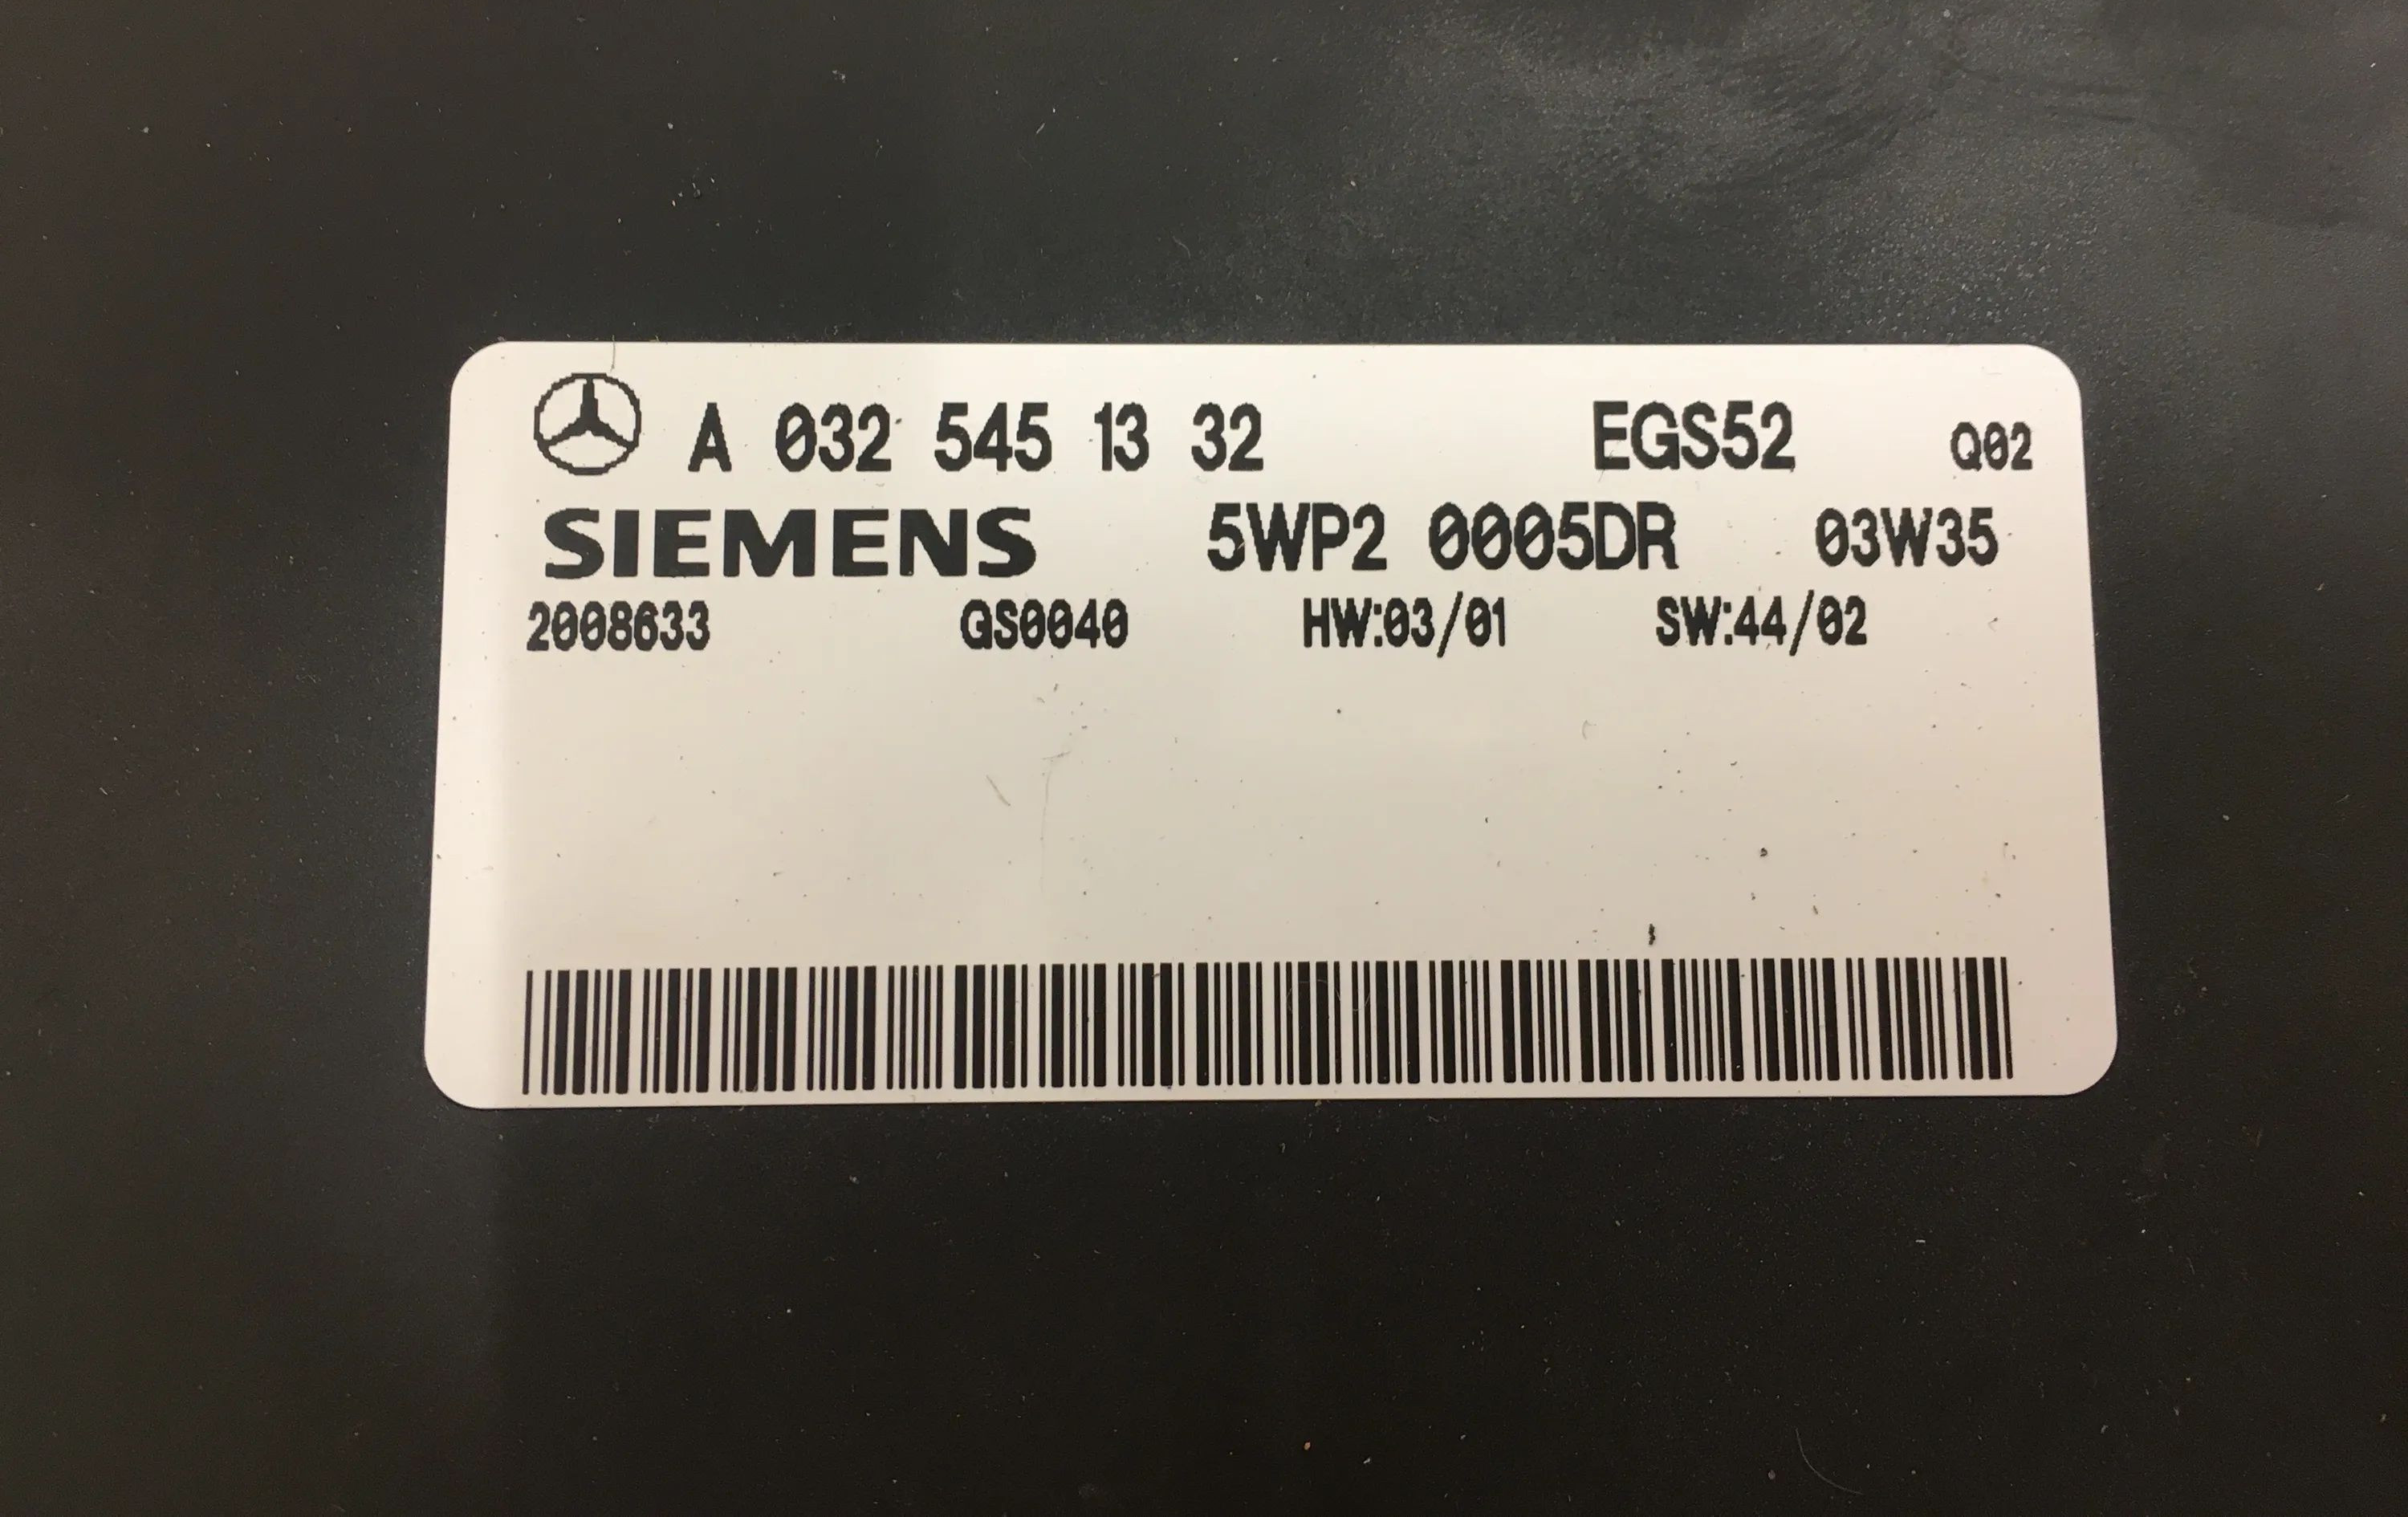 A 032 545 13 32 EGS52 Q02
SIEMENS 5WP2 0005DR 03W35
2008633 GS0040 HW:03/01 SW:44/02